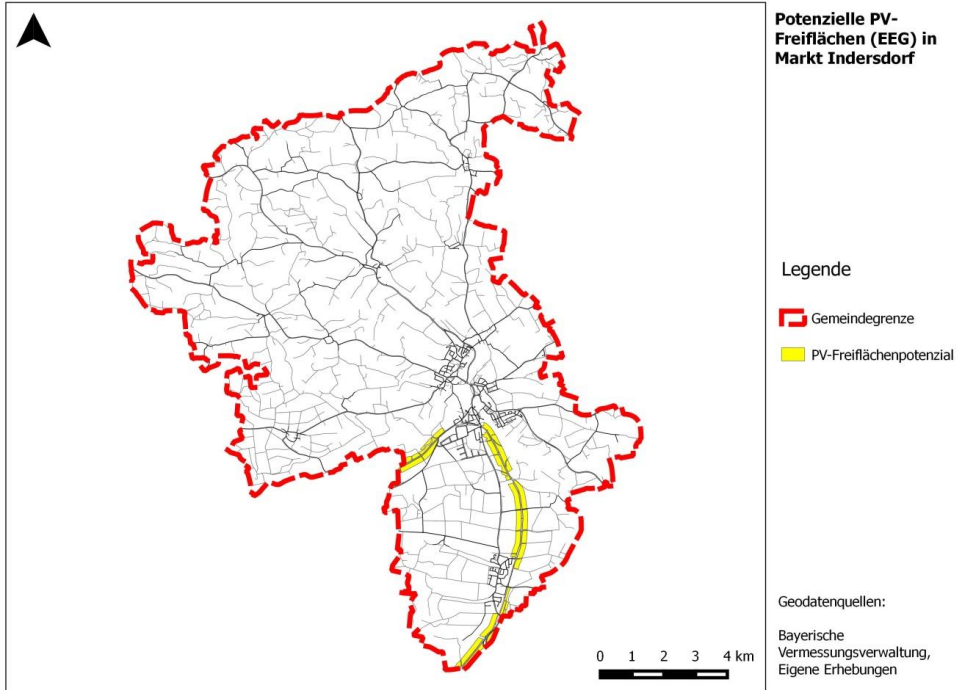 Potenzielle PV-
Freiflächen (EEG) in
Markt Indersdorf
Legende
Gemeindegrenze
PV-Freiflächenpotenzial
Geodatenquellen:
Bayerische
Vermessungsverwaltung,
Eigene Erhebungen
0 1 2 3 4 km